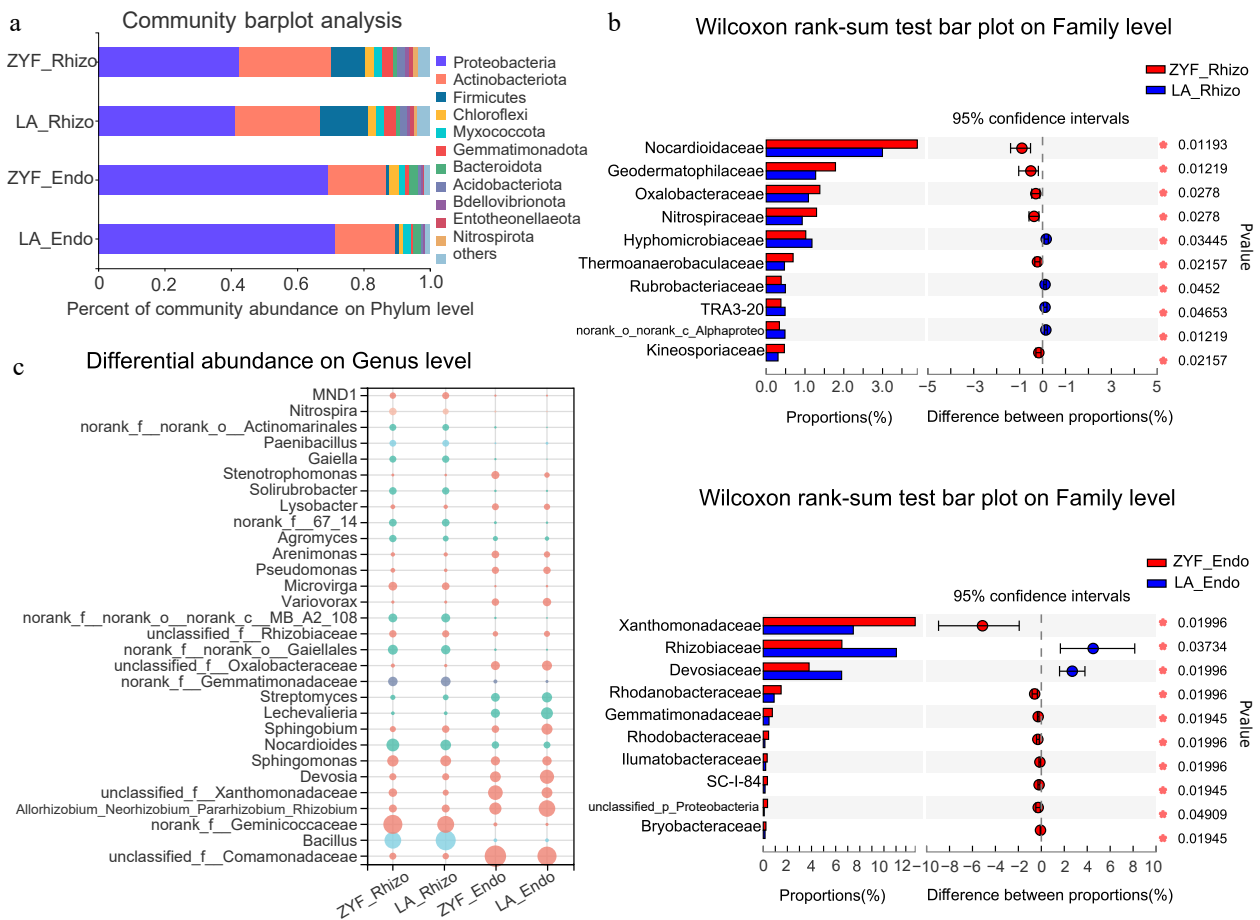 a
Community barplot analysis
ZYF_Rhizo
LA_Rhizo
ZYF_Endo
LA_Endo
0 0.2 0.4 0.6 0.8 1.0
Percent of community abundance on Phylum level
Proteobacteria
Actinobacteriota
Firmicutes
Chloroflexi
Myxococcota
Gemmatimonadota
Bacteroidota
Acidobacteriota
Bdellovibrionota
Entotheonellaeota
Nitrospirota
others
b
Wilcoxon rank-sum test bar plot on Family level
ZYF_Rhizo
LA_Rhizo
95% confidence intervals
Nocardioidaceae 0.01193
Geodermatophilaceae 0.01219
Oxalobacteraceae 0.0278
Nitrospiraceae 0.0278
Hyphomicrobiaceae 0.03445
Thermoanaerobaculaceae 0.02157
Rubrobacteriaceae 0.0452
TRA3-20 0.04653
norank_o_norank_c_Alphaproteo 0.01219
Kineosporiaceae 0.02157
Pvalue
0.0 1.0 2.0 3.0 −5 −3 −1 0 −1 3 5
Proportions(%) Difference between proportions(%)
Wilcoxon rank-sum test bar plot on Family level
ZYF_Endo
LA_Endo
95% confidence intervals
Xanthomonadaceae 0.01996
Rhizobiaceae 0.03734
Devosiaceae 0.01996
Rhodanobacteraceae 0.01996
Gemmatimonadaceae 0.01945
Rhodobacteraceae 0.01996
Ilumatobacteraceae 0.01996
SC-I-84 0.01945
unclassified_p_Proteobacteria 0.04909
Bryobacteraceae 0.01945
Pvalue
0 2 4 6 8 10 12 −10 −8 −6 −4 −2 0 2 4 6 8 10
Proportions(%) Difference between proportions(%)
c
Differential abundance on Genus level
MND1
Nitrospira
norank_f__norank_o__Actinomarinales
Paenibacillus
Gaiella
Stenotrophomonas
Solirubrobacter
Lysobacter
norank_f__67_14
Agromyces
Arenimonas
Pseudomonas
Microvirga
Variovorax
norank_f__norank_o__norank_c__MB_A2_108
unclassified_f__Rhizobiaceae
norank_f__norank_o__Gaiellales
unclassified_f__Oxalobacteraceae
norank_f__Gemmatimonadaceae
Streptomyces
Lechevalieria
Sphingobium
Nocardioides
Sphingomonas
Devosia
unclassified_f__Xanthomonadaceae
Allorhizobium_Neorhizobium_Pararhizobium_Rhizobium
norank_f__Geminicoccaceae
Bacillus
unclassified_f__Comamonadaceae
ZYF_Rhizo LA_Rhizo ZYF_Endo LA_Endo